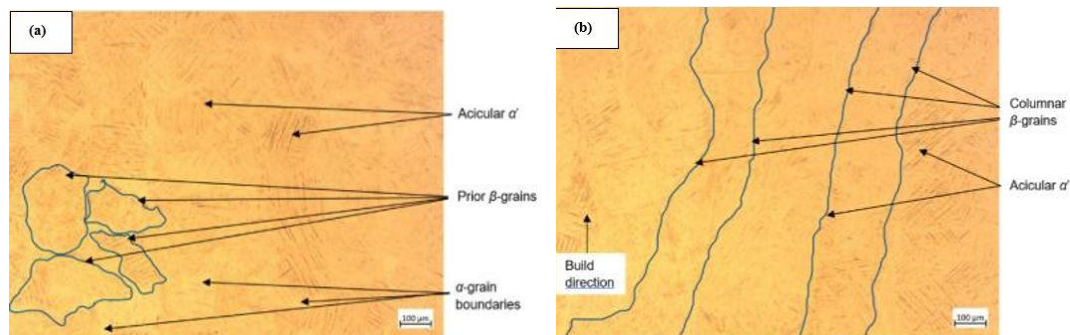 (a)
Acicular α′
Prior β-grains
α-grain
boundaries
100 μm
(b)
Columnar
β-grains
Acicular α′
Build
direction
100 μm